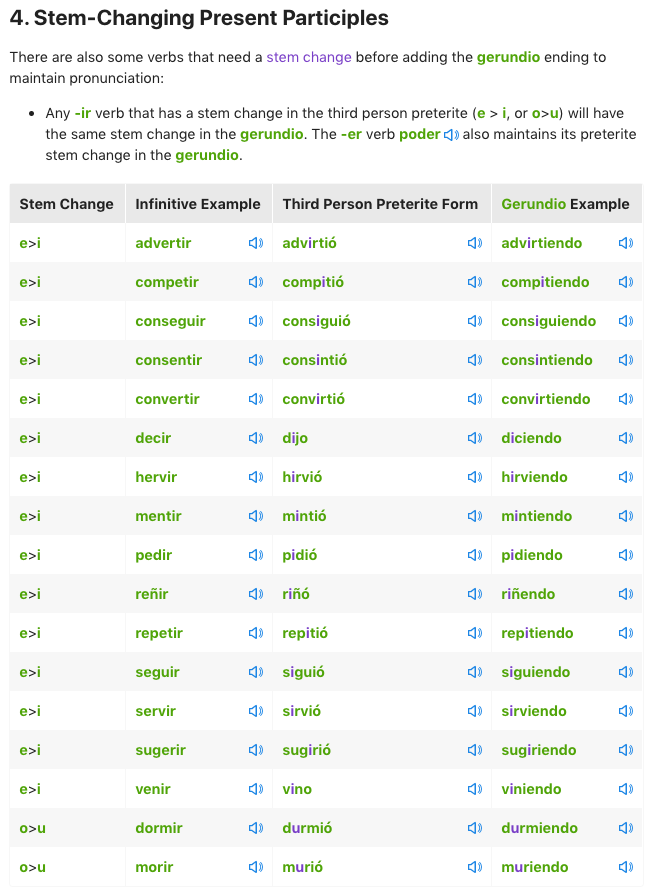 4. Stem-Changing Present Participles
There are also some verbs that need a stem change before adding the gerundio ending to
maintain pronunciation:
• Any -ir verb that has a stem change in the third person preterite (e > i, or o>u) will have
the same stem change in the gerundio. The -er verb poder also maintains its preterite
stem change in the gerundio.
Stem Change Infinitive Example Third Person Preterite Form Gerundio Example
e>i advertir advirtió advirtiendo
e>i competir compitió compitiendo
e>i conseguir consiguió consiguiendo
e>i consentir consintió consintiendo
e>i convertir convirtió convirtiendo
e>i decir dijo diciendo
e>i hervir hirvió hirviendo
e>i mentir mintió mintiendo
e>i pedir pidió pidiendo
e>i reñir riñó riñendo
e>i repetir repitió repitiendo
e>i seguir siguió siguiendo
e>i servir sirvió sirviendo
e>i sugerir sugirió sugiriendo
e>i venir vino viniendo
o>u dormir durmió durmiendo
o>u morir murió muriendo